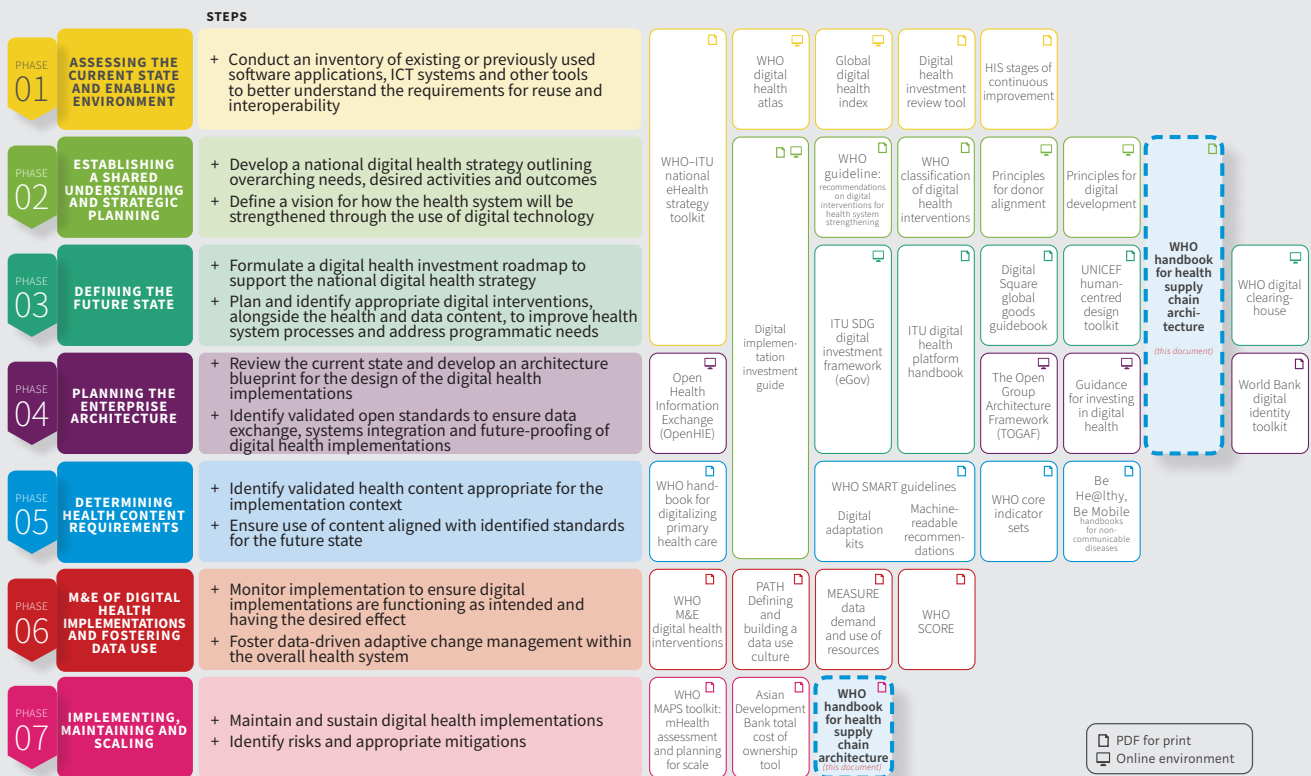 STEPS
PHASE
01
ASSESSING THE
CURRENT STATE
AND ENABLING
ENVIRONMENT
+ Conduct an inventory of existing or previously used
software applications, ICT systems and other tools
to better understand the requirements for reuse and
interoperability
WHO–ITU
national
eHealth
strategy
toolkit
WHO
digital
health
atlas
Global
digital
health
index
Digital
health
investment
review tool
HIS stages of
continuous
improvement
PHASE
02
ESTABLISHING
A SHARED
UNDERSTANDING
AND STRATEGIC
PLANNING
+ Develop a national digital health strategy outlining
overarching needs, desired activities and outcomes
+ Define a vision for how the health system will be
strengthened through the use of digital technology
Digital
implemen-
tation
investment
guide
WHO
guideline:
recommendations
on digital
interventions for
health system
strengthening
WHO
classification
of digital
health
interventions
Principles
for donor
alignment
Principles for
digital
development
WHO
handbook
for health
supply
chain
archi-
tecture
(this document)
PHASE
03
DEFINING THE
FUTURE STATE
+ Formulate a digital health investment roadmap to
support the national digital health strategy
+ Plan and identify appropriate digital interventions,
alongside the health and data content, to improve health
system processes and address programmatic needs
ITU SDG
digital
investment
framework
(eGov)
ITU digital
health
platform
handbook
Digital
Square
global
goods
guidebook
UNICEF
human-
centred
design
toolkit
WHO digital
clearing-
house
PHASE
04
PLANNING THE
ENTERPRISE
ARCHITECTURE
+ Review the current state and develop an architecture
blueprint for the design of the digital health
implementations
+ Identify validated open standards to ensure data
exchange, systems integration and future-proofing of
digital health implementations
Open
Health
Information
Exchange
(OpenHIE)
The Open
Group
Architecture
Framework
(TOGAF)
Guidance
for investing
in digital
health
World Bank
digital
identity
toolkit
PHASE
05
DETERMINING
HEALTH CONTENT
REQUIREMENTS
+ Identify validated health content appropriate for the
implementation context
+ Ensure use of content aligned with identified standards
for the future state
WHO hand-
book for
digitalizing
primary
health care
WHO SMART guidelines
Digital
adaptation
kits
Machine-
readable
recommen-
dations
WHO core
indicator
sets
Be
He@lthy,
Be Mobile
handbooks
for non-
communicable
diseases
PHASE
06
M&E OF DIGITAL
HEALTH
IMPLEMENTATIONS
AND FOSTERING
DATA USE
+ Monitor implementation to ensure digital
implementations are functioning as intended and
having the desired effect
+ Foster data-driven adaptive change management within
the overall health system
WHO
M&E
digital health
interventions
PATH
Defining
and
building a
data use
culture
MEASURE
data
demand
and use of
resources
WHO
SCORE
PHASE
07
IMPLEMENTING,
MAINTAINING AND
SCALING
+ Maintain and sustain digital health implementations
+ Identify risks and appropriate mitigations
WHO
MAPS toolkit:
mHealth
assessment
and planning
for scale
Asian
Development
Bank total
cost of
ownership
tool
WHO
handbook
for health
supply
chain
architecture
(this document)
PDF for print
Online environment